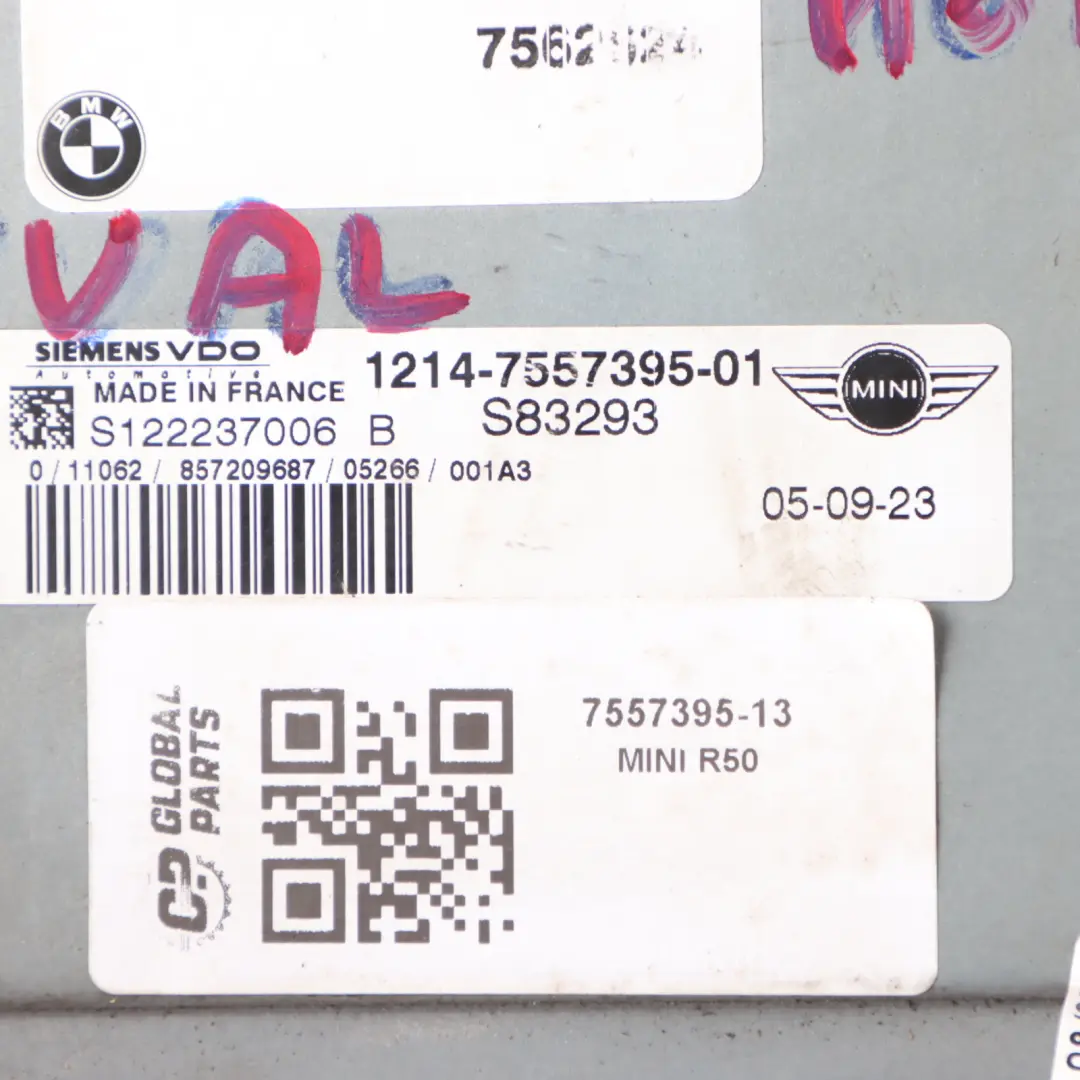 BMW
VAL
SIEMENS VDO
Automotive
MADE IN FRANCE
1214-7557395-01
S122237006 B
S83293
MINI
0/11062/ 857209687/05266/ 001A3
05-09-23
GLOBAL
PARTS
7557395-13
MINI R50